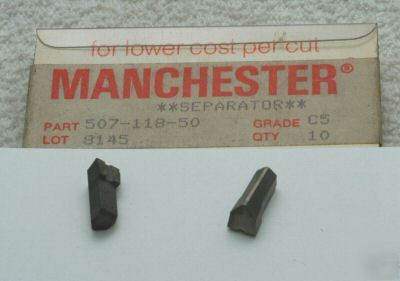 for lower cost per cut
MANCHESTER®
**SEPARATOR**
PART 507-118-50 GRADE C5
LOT 8145 QTY 10